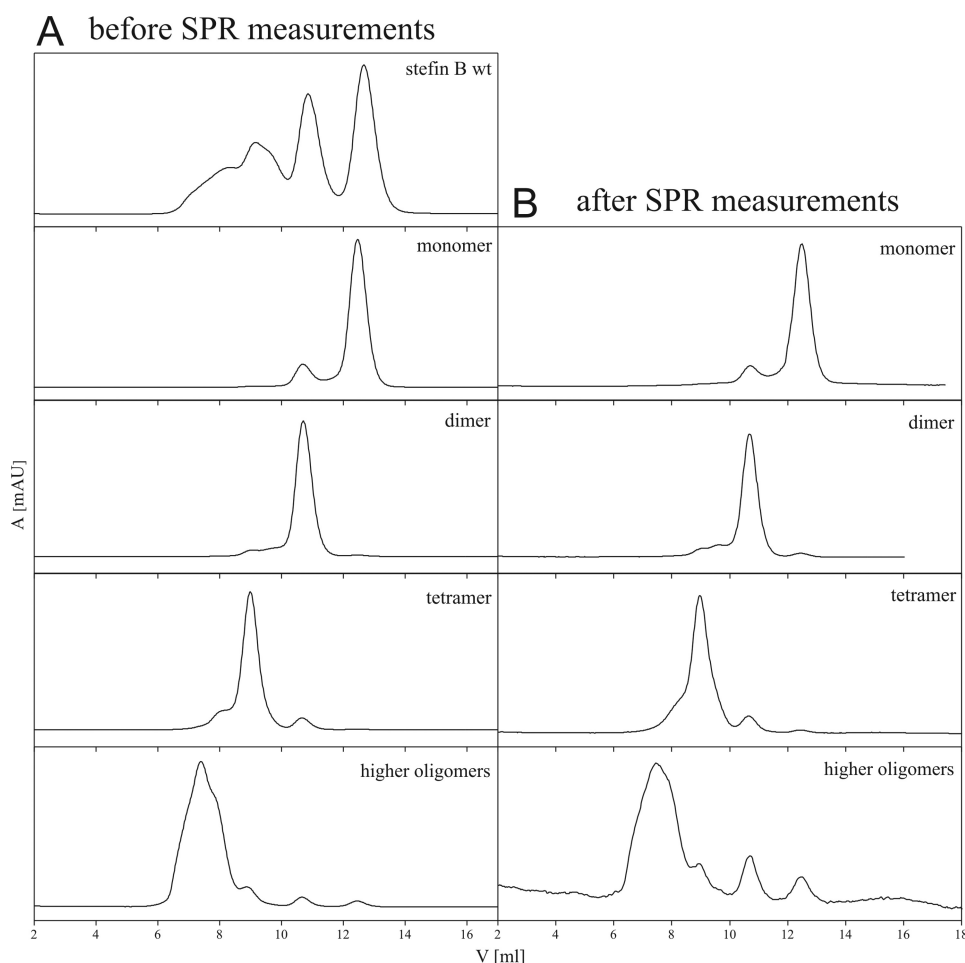 A before SPR measurements
stefin B wt
B after SPR measurements
monomer
monomer
dimer
dimer
A [mAU]
tetramer
tetramer
higher oligomers
higher oligomers
2 4 6 8 10 12 14 16 2 4 6 8 10 12 14 16 18
V [ml]